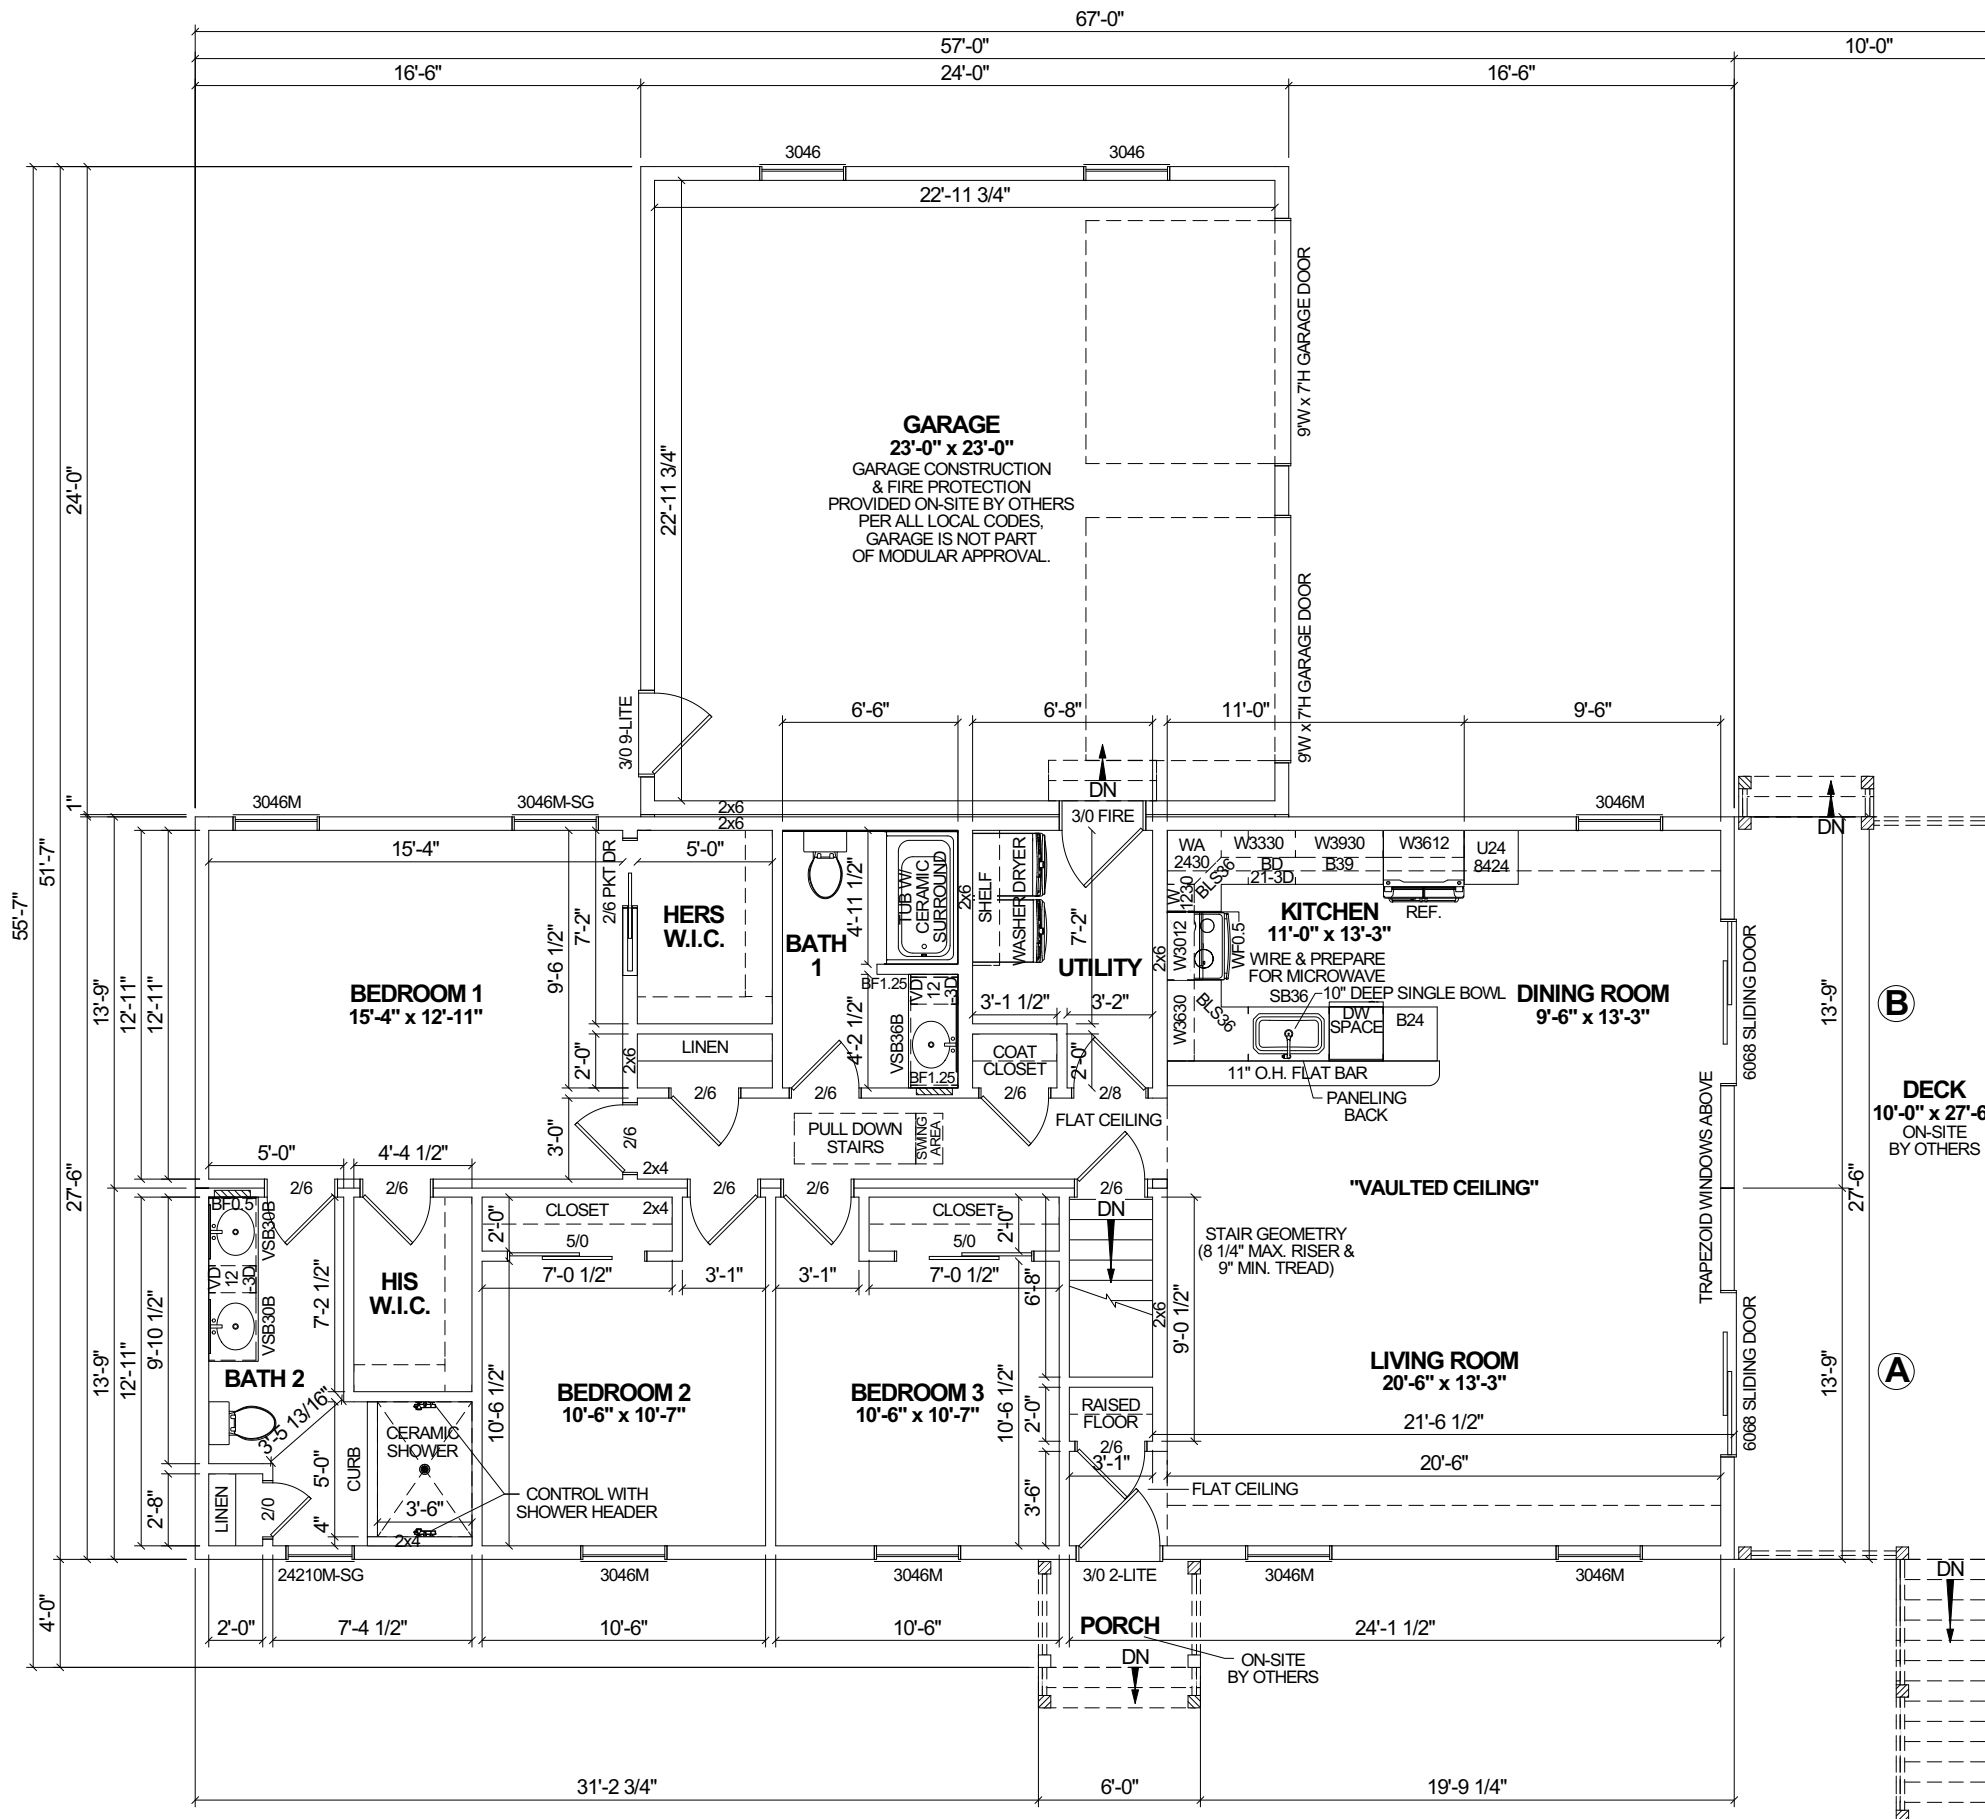 67'-0"
57'-0"
10'-0"
16'-6"
24'-0"
16'-6"
3046
3046
22'-11 3/4"
22'-11 3/4"
9'W x 7'H GARAGE DOOR
GARAGE
23'-0" x 23'-0"
GARAGE CONSTRUCTION
& FIRE PROTECTION
PROVIDED ON-SITE BY OTHERS
PER ALL LOCAL CODES,
GARAGE IS NOT PART
OF MODULAR APPROVAL.
9'W x 7'H GARAGE DOOR
24'-0"
1"
51'-7"
55'-7"
3/0 9-LITE
6'-6"
6'-8"
11'-0"
9'-6"
DN
3/0 FIRE
2x6
2x6
3046M
3046M-SG
3046M
DN
15'-4"
2/6 PKT DR
5'-0"
7'-2"
9'-6 1/2"
HERS
W.I.C.
BATH
1
4'-11 1/2"
TUB W/
CERAMIC
SURROUND
2x6
SHELF
WASHER
DRYER
7'-2"
UTILITY
2x6
WA
2430
W3330
W3930
W3612
U24
8424
BD
21-3D
B39
BLS36
W
1230
REF.
KITCHEN
11'-0" x 13'-3"
WIRE & PREPARE
FOR MICROWAVE
W3012
WF0.5
SB36
10" DEEP SINGLE BOWL
DW
SPACE
B24
W3630
BLS36
11" O.H. FLAT BAR
PANELING
BACK
DINING ROOM
9'-6" x 13'-3"
6068 SLIDING DOOR
13'-9"
B
DECK
ON-SITE
BY OTHERS
TRAPEZOID WINDOWS ABOVE
27'-6"
BEDROOM 1
15'-4" x 12'-11"
13'-9"
12'-11"
12'-11"
27'-6"
BF1.25
VD
12
-3D
VSB36B
4'-2 1/2"
BF1.25
3'-1 1/2"
3'-2"
LINEN
2'-0"
2x6
COAT
CLOSET
2'-0"
2/6
2/6
2/6
2/8
3'-0"
2/6
PULL DOWN
STAIRS
SWING
AREA
FLAT CEILING
5'-0"
4'-4 1/2"
2x4
2/6
2/6
2/6
2/6
2/6
BF0.5
VSB30B
VD
12
-3D
VSB30B
CLOSET
2x4
2'-0"
5/0
7'-0 1/2"
3'-1"
3'-1"
CLOSET
2'-0"
5/0
7'-0 1/2"
6'-8"
DN
2x6
9'-0 1/2"
"VAULTED CEILING"
STAIR GEOMETRY
(8 1/4" MAX. RISER &
9" MIN. TREAD)
HIS
W.I.C.
7'-2 1/2"
9'-10 1/2"
12'-11"
13'-9"
BATH 2
3'-5 13/16"
BEDROOM 2
10'-6" x 10'-7"
10'-6 1/2"
BEDROOM 3
10'-6" x 10'-7"
10'-6 1/2"
2'-0"
RAISED
FLOOR
2/6
3'-1"
3'-6"
LIVING ROOM
20'-6" x 13'-3"
21'-6 1/2"
20'-6"
FLAT CEILING
6068 SLIDING DOOR
13'-9"
A
CERAMIC
SHOWER
CURB
5'-0"
4"
3'-6"
2x4
CONTROL WITH
SHOWER HEADER
2'-8"
LINEN
2/0
24210M-SG
3046M
3046M
3/0 2-LITE
3046M
3046M
DN
4'-0"
2'-0"
7'-4 1/2"
10'-6"
10'-6"
PORCH
24'-1 1/2"
DN
ON-SITE
BY OTHERS
31'-2 3/4"
6'-0"
19'-9 1/4"